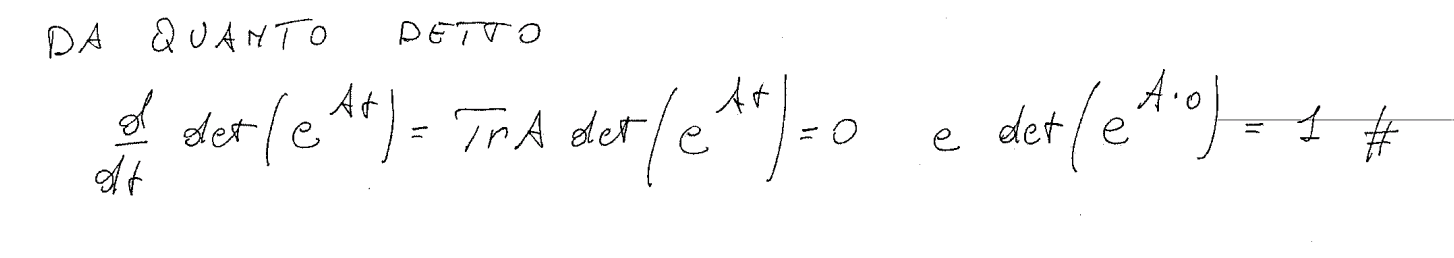 DA QUANTO DETTO
d/dt det(e^{At}) = TrA det(e^{At}) = 0 e det(e^{A·0}) = 1 #